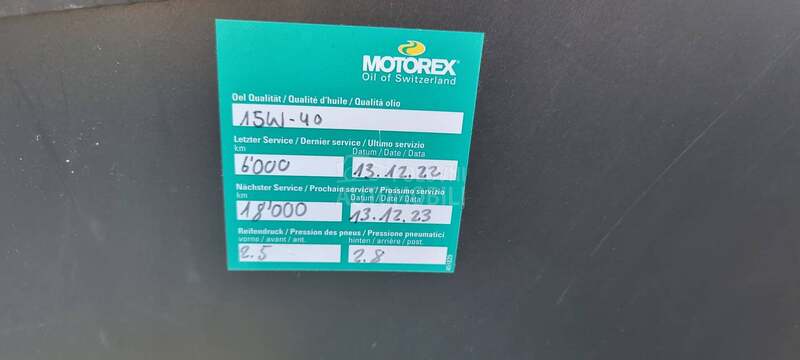 MOTOREX
Oil of Switzerland
Oel Qualität / Qualité d'huile / Qualità olio
15W-40
Letzter Service / Dernier service / Ultimo servizio
km Datum / Date / Data
6'000 13.12.22
Nächster Service / Prochain service / Prossimo servizio
km Datum / Date / Data
18'000 13.12.23
Reifendruck / Pression des pneus / Pressione pneumatici
vorne / avant / ant. hinten / arrière / post.
2.5 2.8